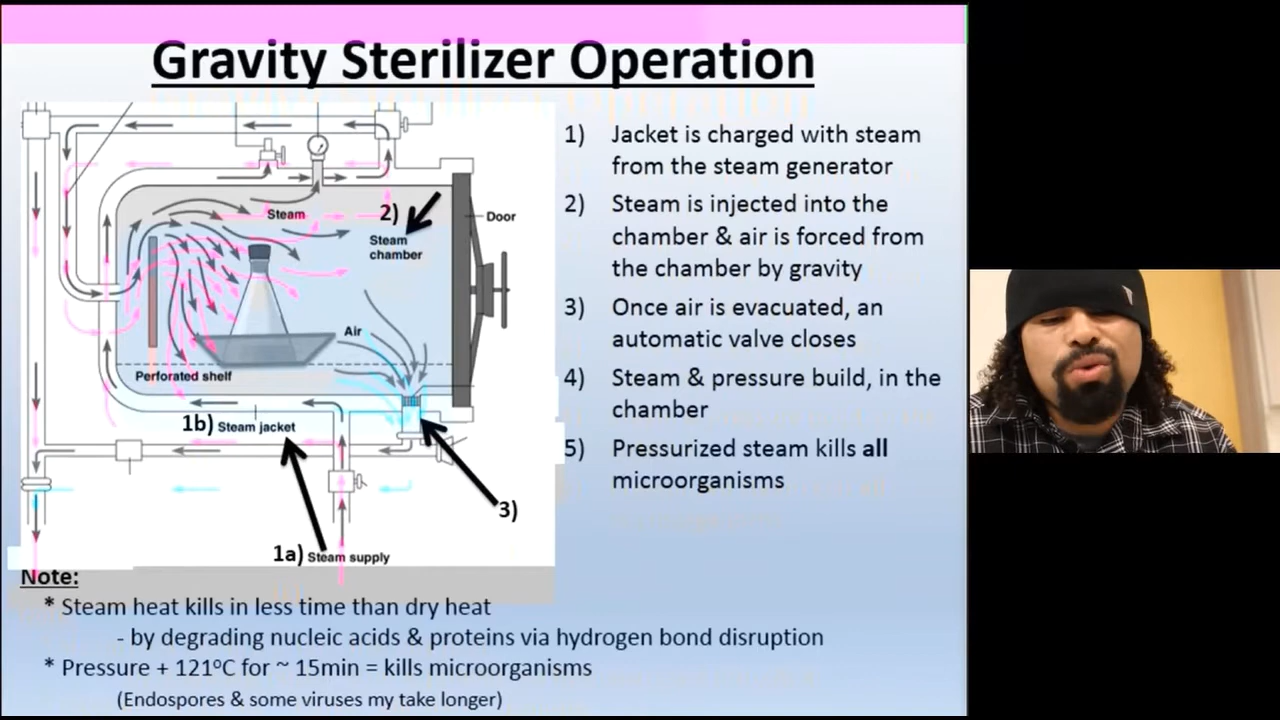 Gravity Sterilizer Operation
1) Jacket is charged with steam
from the steam generator
2) Steam is injected into the
chamber & air is forced from
the chamber by gravity
3) Once air is evacuated, an
automatic valve closes
4) Steam & pressure build, in the
chamber
5) Pressurized steam kills all
microorganisms
Steam
2)
Steam
chamber
Door
Air
Perforated shelf
1b) Steam jacket
3)
1a) Steam supply
Note:
* Steam heat kills in less time than dry heat
- by degrading nucleic acids & proteins via hydrogen bond disruption
* Pressure + 121°C for ~ 15min = kills microorganisms
(Endospores & some viruses my take longer)